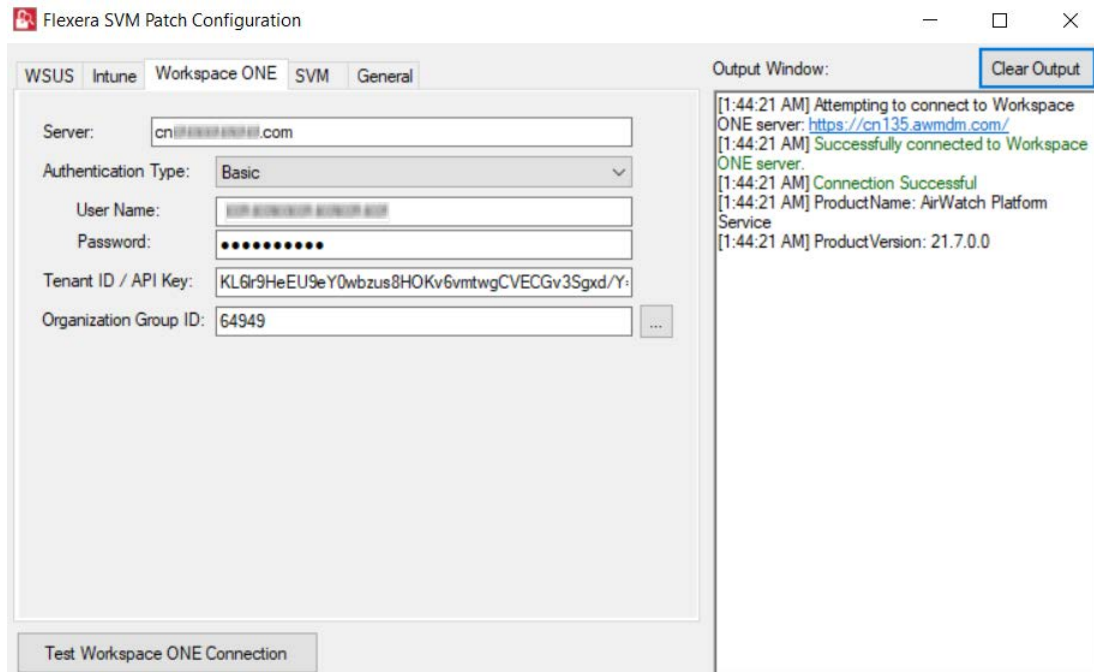 Flexera SVM Patch Configuration
WSUS Intune Workspace ONE SVM General
Server: cn .com
Authentication Type: Basic
User Name:
Password: ●●●●●●●●●●
Tenant ID / API Key: KL6lr9HeEU9eY0wbzus8HOKv6vmtwgCVECGv3Sgxd/Y
Organization Group ID: 64949 ...
Test Workspace ONE Connection
Output Window: Clear Output
[1:44:21 AM] Attempting to connect to Workspace
ONE server: https://cn135.awmdm.com/
[1:44:21 AM] Successfully connected to Workspace
ONE server.
[1:44:21 AM] Connection Successful
[1:44:21 AM] ProductName: AirWatch Platform
Service
[1:44:21 AM] ProductVersion: 21.7.0.0